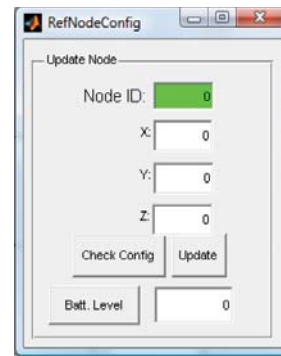 RefNodeConfig
Update Node
Node ID: 0
X: 0
Y: 0
Z: 0
Check Config Update
Batt. Level 0